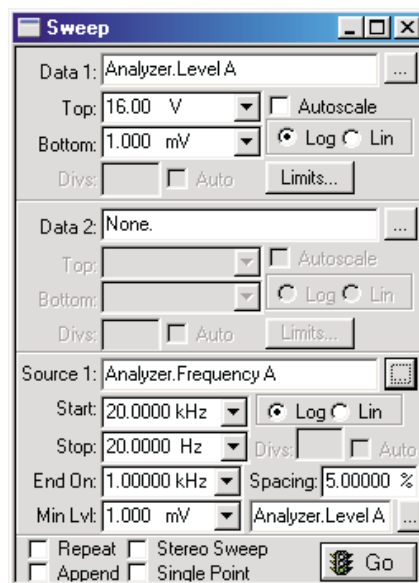 Sweep
Data 1: Analyzer.Level A ...
Top: 16.00 V Autoscale
Bottom: 1.000 mV Log Lin
Divs: Auto Limits...
Data 2: None. ...
Top: Autoscale
Bottom: Log Lin
Divs: Auto Limits...
Source 1: Analyzer.Frequency A ...
Start: 20.0000 kHz Log Lin
Stop: 20.0000 Hz Divs: Auto
End On: 1.00000 kHz Spacing: 5.00000 %
Min Lvl: 1.000 mV Analyzer.Level A ...
Repeat Stereo Sweep
Append Single Point Go